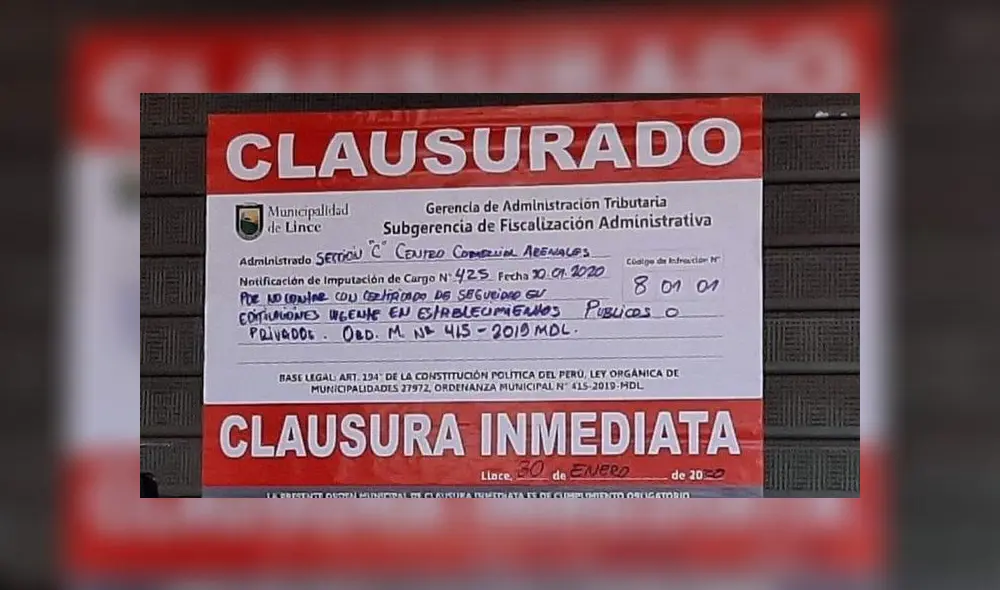 CLAUSURADO
Municipalidad
de Lince
Gerencia de Administración Tributaria
Subgerencia de Fiscalización Administrativa
Administrado SECCIÓN "C" CENTRO COMERCIAL ARENALES
Código de Infracción N°
Notificación de Imputación de Cargo N° 425 Fecha 30.01.2020
8 01 01
POR NO CONTAR CON CERTIFICADO DE SEGURIDAD EN
EDIFICACIONES VIGENTE EN ESTABLECIMIENTOS PUBLICOS O
PRIVADOS. ORD. M. Nº 415-2019 MDL.
BASE LEGAL: ART. 194° DE LA CONSTITUCIÓN POLÍTICA DEL PERÚ, LEY ORGÁNICA DE
MUNICIPALIDADES 27972, ORDENANZA MUNICIPAL N° 415-2019-MDL.
CLAUSURA INMEDIATA
Lince, 30 de ENERO de 2020
LA PRESENTE ORDEN MUNICIPAL DE CLAUSURA INMEDIATA ES DE CUMPLIMIENTO OBLIGATORIO